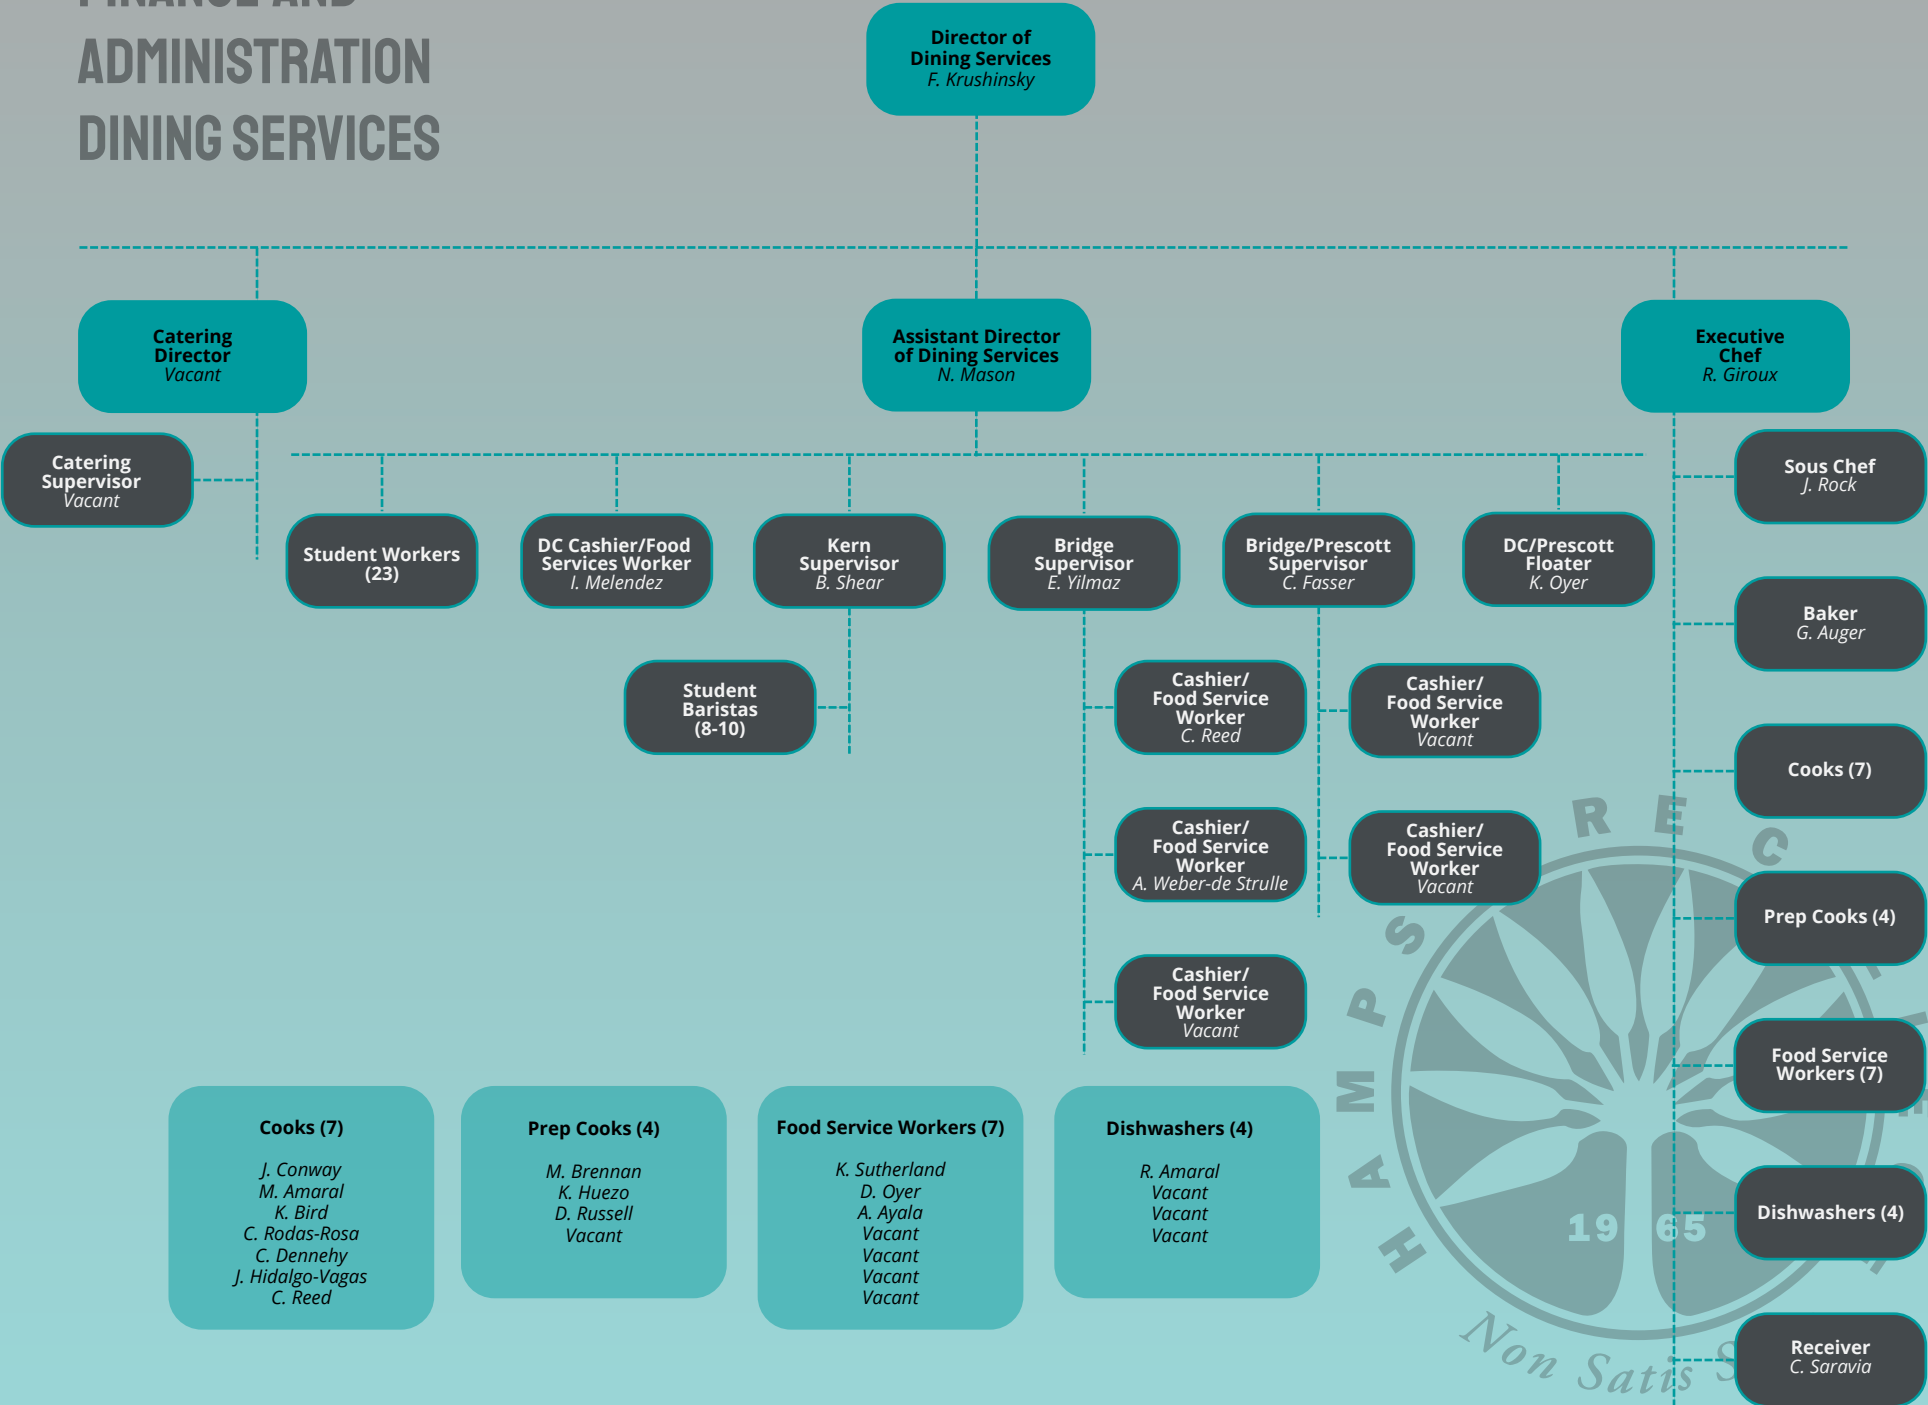 FINANCE AND
ADMINISTRATION
DINING SERVICES
Director of
Dining Services
F. Krushinsky
Catering
Director
Vacant
Assistant Director
of Dining Services
N. Mason
Executive
Chef
R. Giroux
Catering
Supervisor
Vacant
Student Workers
(23)
DC Cashier/Food
Services Worker
I. Melendez
Kern
Supervisor
B. Shear
Bridge
Supervisor
E. Yilmaz
Bridge/Prescott
Supervisor
C. Fasser
DC/Prescott
Floater
K. Oyer
Sous Chef
J. Rock
Baker
G. Auger
Cooks (7)
Prep Cooks (4)
Food Service
Workers (7)
Dishwashers (4)
Receiver
C. Saravia
Student
Baristas
(8-10)
Cashier/
Food Service
Worker
C. Reed
Cashier/
Food Service
Worker
A. Weber-de Strulle
Cashier/
Food Service
Worker
Vacant
Cashier/
Food Service
Worker
Vacant
Cashier/
Food Service
Worker
Vacant
Cooks (7)
J. Conway
M. Amaral
K. Bird
C. Rodas-Rosa
C. Dennehy
J. Hidalgo-Vagas
C. Reed
Prep Cooks (4)
M. Brennan
K. Huezo
D. Russell
Vacant
Food Service Workers (7)
K. Sutherland
D. Oyer
A. Ayala
Vacant
Vacant
Vacant
Vacant
Dishwashers (4)
R. Amaral
Vacant
Vacant
Vacant
HAMPS REC
19 65
Non Satis S